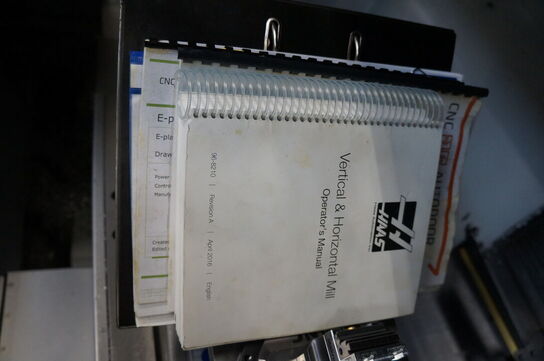 HAAS
Vertical & Horizontal Mill
Operator's Manual
96-8210 | Revision A | April 2016 | English
CNC
E-p
E-pla
Draw
Power
Contro
Manufa
Create
Edited
CNC